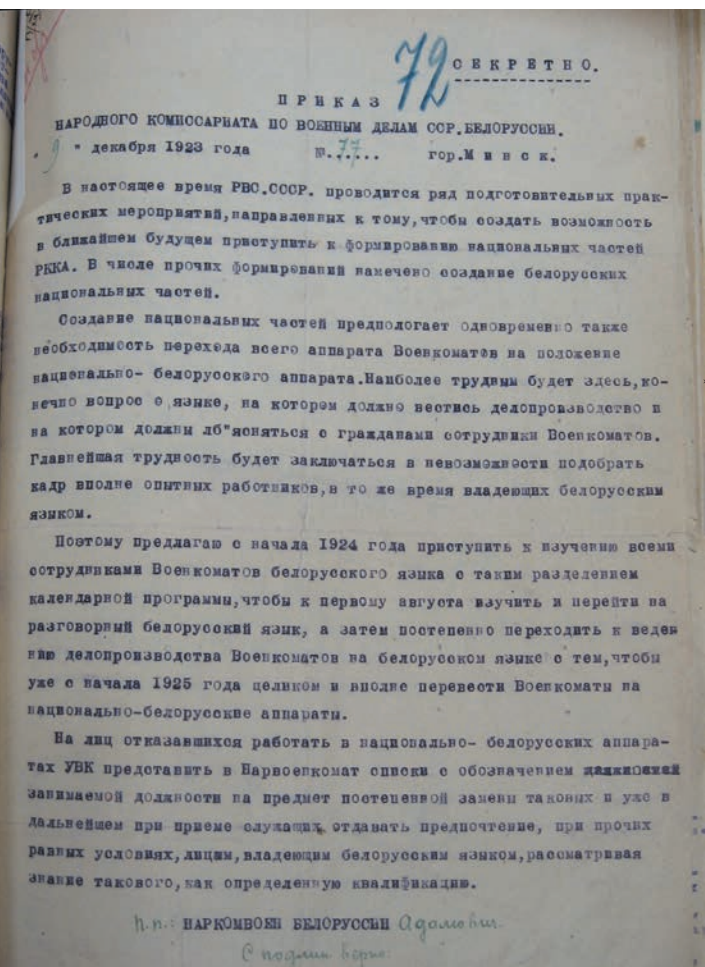 72
СЕКРЕТНО.
ПРИКАЗ
НАРОДНОГО КОМИССАРИАТА ПО ВОЕННЫМ ДЕЛАМ ССР.БЕЛОРУССИИ.
" 9 " декабря 1923 года №..77.... гор.Минск.
В настоящее время РВС.СССР. проводится ряд подготовительных прак-
тических мероприятий,направленных к тому,чтобы создать возможность
в ближайшем будущем приступить к формированию национальных частей
РККА. В числе прочих формирований намечено создание белорусских
национальных частей.
Создание национальных частей предпологает одновременно также
необходимость перехода всего аппарата Военкоматов на положение
национально- белорусского аппарата.Наиболее трудным будет здесь,ко-
нечно вопрос о языке, на котором должно вестись делопроизводство и
на котором должны лб"ясняться с гражданами сотрудники Военкоматов.
Главнейшая трудность будет заключаться в невозможности подобрать
кадр вполне опытных работников,в то же время владеющих белорусским
языком.
Поэтому предлагаю с начала 1924 года приступить к изучению всеми
сотрудниками Военкоматов белорусского языка с таким разделением
календарной программы,чтобы к первому августа изучить и перейти на
разговорный белорусский язык, а затем постепенно переходить к веден
нию делопроизводства Военкоматов на белорусском языке с тем,чтобы
уже с начала 1925 года целиком и вполне перевести Военкоматы на
национально-белорусские аппараты.
На лиц отказавшихся работать в национально- белорусских аппара-
тах УВК представить в Нарвоенкомат списки с обозначением
занимаемой должности на предмет постепенной замены таковых и уже в
дальнейшем при приеме служащих отдавать предпочтение, при прочих
равных условиях,лицам,владеющим белорусским языком,рассматривая
знание такового,как определенную квалификацию.
п.п.: НАРКОМВОЕН БЕЛОРУССИИ Адамович.
С подлин. верно: